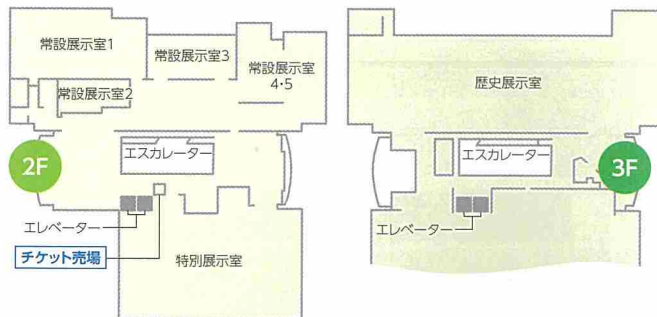 常設展示室1
常設展示室3
常設展示室
4・5
常設展示室2
2F
エスカレーター
エレベーター
チケット売場
特別展示室
歴史展示室
エスカレーター
3F
エレベーター